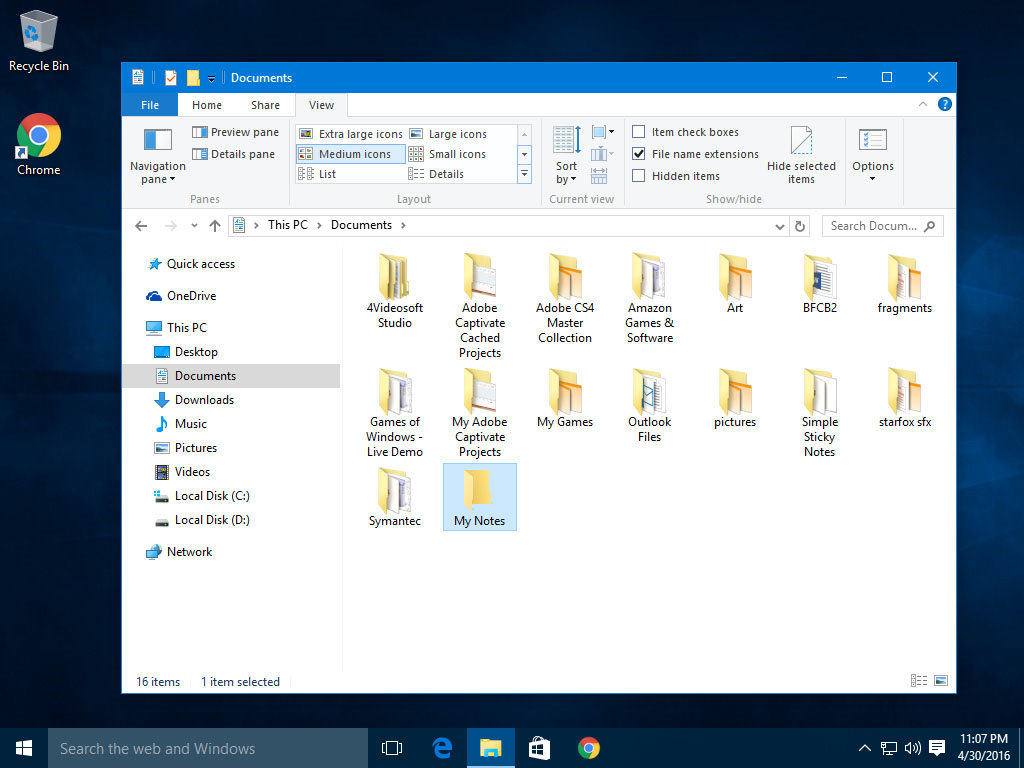 Recycle Bin
Chrome
Documents
File Home Share View
Navigation pane
Preview pane
Details pane
Panes
Extra large icons Large icons
Medium icons Small icons
List Details
Layout
Sort by
Current view
Item check boxes
File name extensions
Hidden items
Hide selected items
Show/hide
Options
This PC Documents
Search Docum...
Quick access
OneDrive
This PC
Desktop
Documents
Downloads
Music
Pictures
Videos
Local Disk (C:)
Local Disk (D:)
Network
4Videosoft Studio
Adobe Captivate Cached Projects
Adobe CS4 Master Collection
Amazon Games & Software
Art
BFCB2
fragments
Games of Windows - Live Demo
My Adobe Captivate Projects
My Games
Outlook Files
pictures
Simple Sticky Notes
starfox sfx
Symantec
My Notes
16 items 1 item selected
Search the web and Windows
11:07 PM
4/30/2016